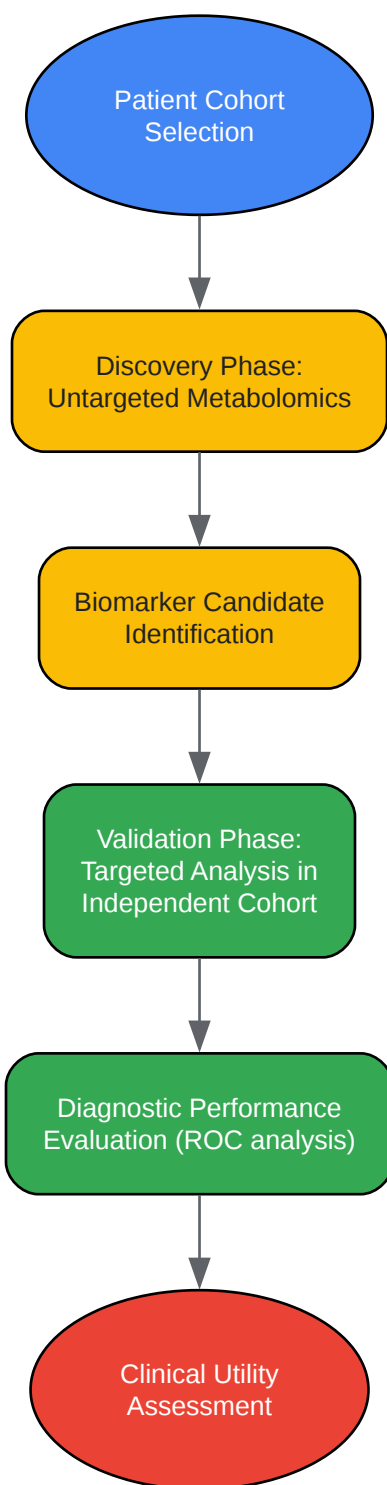 Patient Cohort
Selection
Discovery Phase:
Untargeted Metabolomics
Biomarker Candidate
Identification
Validation Phase:
Targeted Analysis in
Independent Cohort
Diagnostic Performance
Evaluation (ROC analysis)
Clinical Utility
Assessment